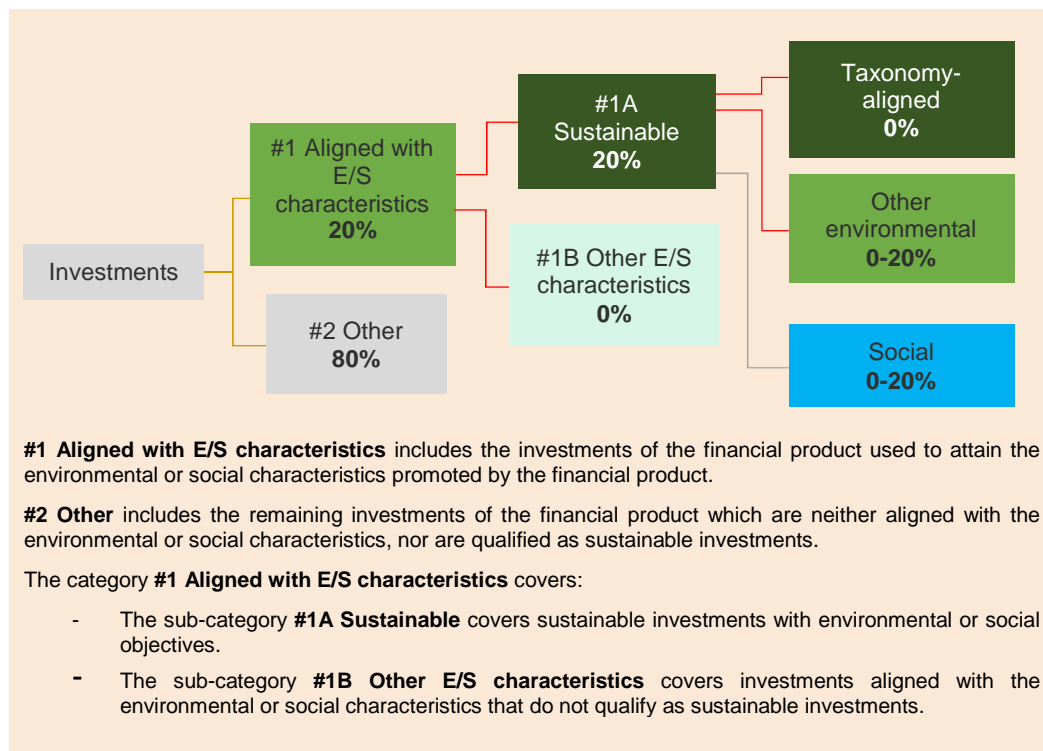 Taxonomy-
aligned
0%
#1A
Sustainable
20%
#1 Aligned with
E/S
characteristics
20%
Other
environmental
0-20%
#1B Other E/S
characteristics
0%
Investments
#2 Other
80%
Social
0-20%
#1 Aligned with E/S characteristics includes the investments of the financial product used to attain the
environmental or social characteristics promoted by the financial product.
#2 Other includes the remaining investments of the financial product which are neither aligned with the
environmental or social characteristics, nor are qualified as sustainable investments.
The category #1 Aligned with E/S characteristics covers:
- The sub-category #1A Sustainable covers sustainable investments with environmental or social
objectives.
- The sub-category #1B Other E/S characteristics covers investments aligned with the
environmental or social characteristics that do not qualify as sustainable investments.